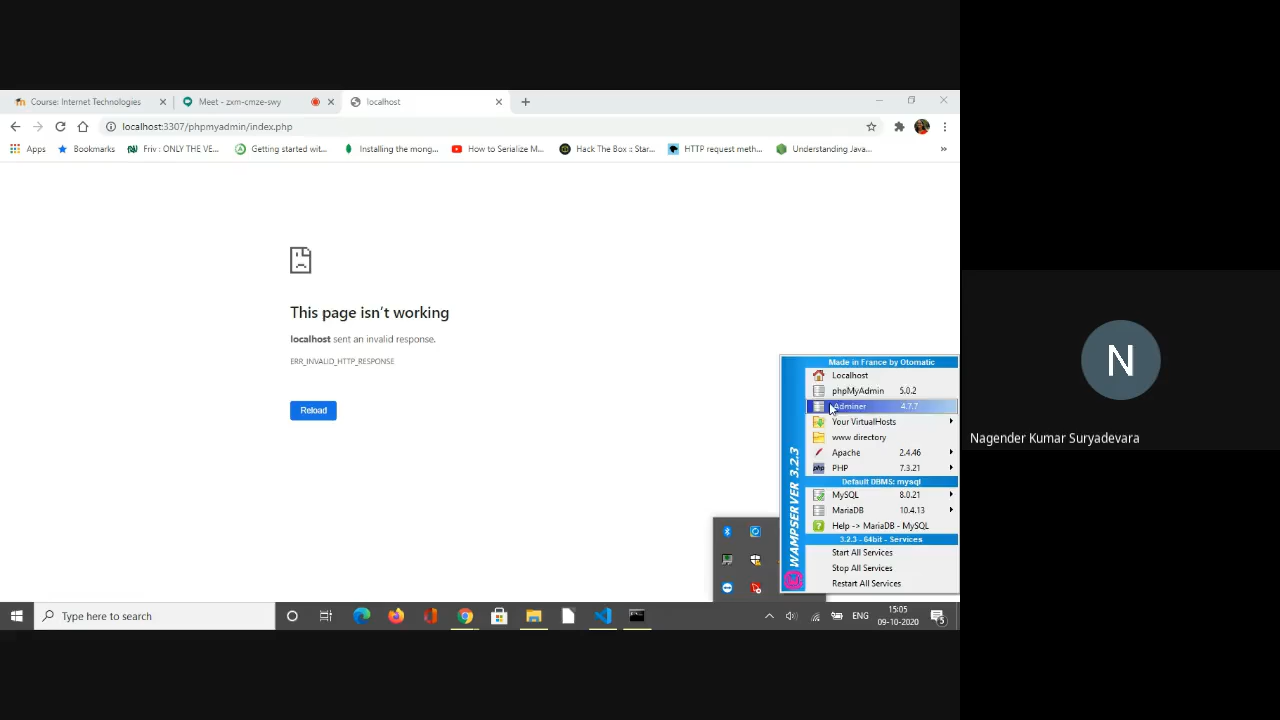 Course: Internet Technologies
Meet - zxm-cmze-swy
localhost
localhost:3307/phpmyadmin/index.php
Apps
Bookmarks
Friv : ONLY THE VE...
Getting started wit...
Installing the mong...
How to Serialize M...
Hack The Box :: Star...
HTTP request meth...
Understanding Java...
»
This page isn't working
localhost sent an invalid response.
ERR_INVALID_HTTP_RESPONSE
Reload
WAMPSERVER 3.2.3
Made in France by Otomatic
Localhost
phpMyAdmin 5.0.2
Adminer 4.7.7
Your VirtualHosts
www directory
Apache 2.4.46
php PHP 7.3.21
Default DBMS: mysql
MySQL 8.0.21
MariaDB 10.4.13
Help -> MariaDB - MySQL
3.2.3 - 64bit - Services
Start All Services
Stop All Services
Restart All Services
Type here to search
ENG
15:05
09-10-2020
5
N
Nagender Kumar Suryadevara